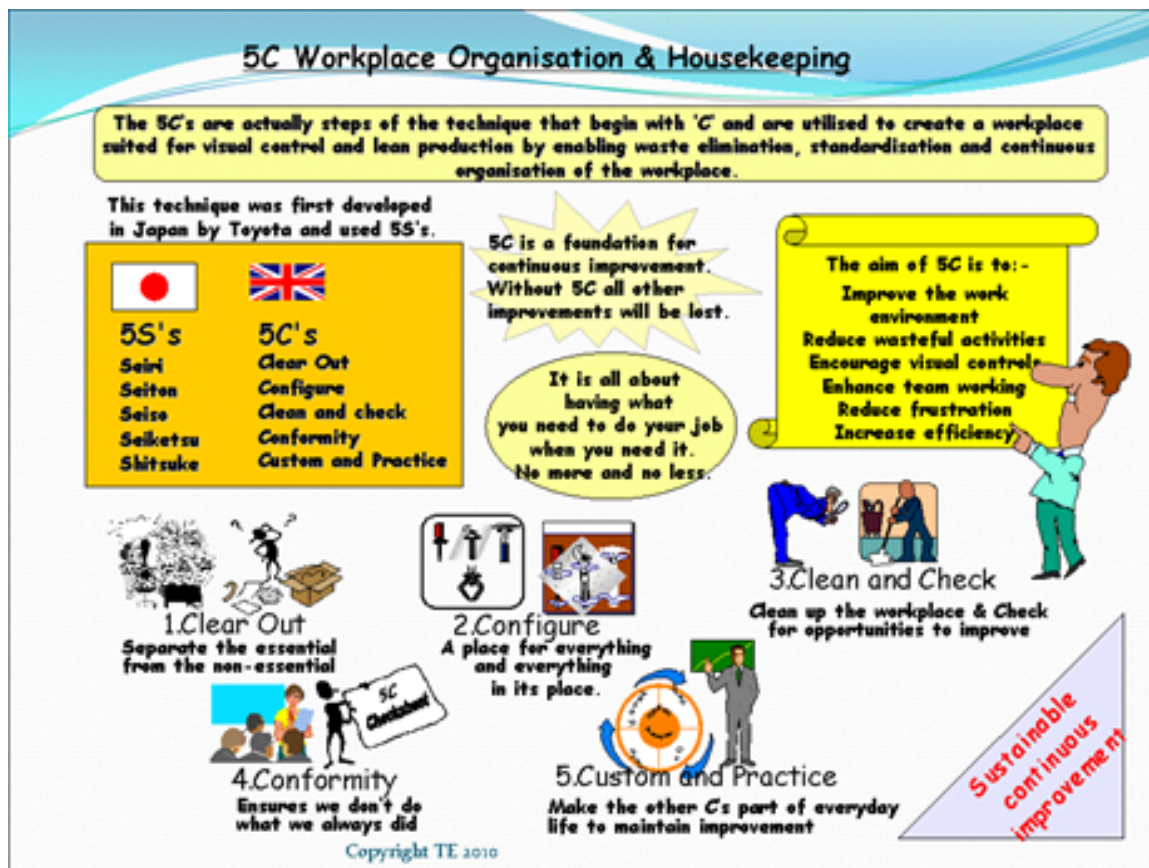 5C Workplace Organisation & Housekeeping
The 5C's are actually steps of the technique that begin with 'C' and are utilised to create a workplace
suited for visual control and lean production by enabling waste elimination, standardisation and continuous
organisation of the workplace.
This technique was first developed
in Japan by Toyota and used 5S's.
5S's
Seiri
Seiton
Seiso
Seiketsu
Shitsuke
5C's
Clear Out
Configure
Clean and check
Conformity
Custom and Practice
5C is a foundation for
continuous improvement.
Without 5C all other
improvements will be lost.
It is all about
having what
you need to do your job
when you need it.
No more and no less.
The aim of 5C is to:-
Improve the work
environment
Reduce wasteful activities
Encourage visual controls
Enhance team working
Reduce frustration
Increase efficiency
1.Clear Out
Separate the essential
from the non-essential
2.Configure
A place for everything
and everything
in its place.
3.Clean and Check
Clean up the workplace & Check
for opportunities to improve
5C
Checksheet
4.Conformity
Ensures we don't do
what we always did
5.Custom and Practice
Make the other C's part of everyday
life to maintain improvement
Sustainable
continuous
improvement
Copyright TE 2010